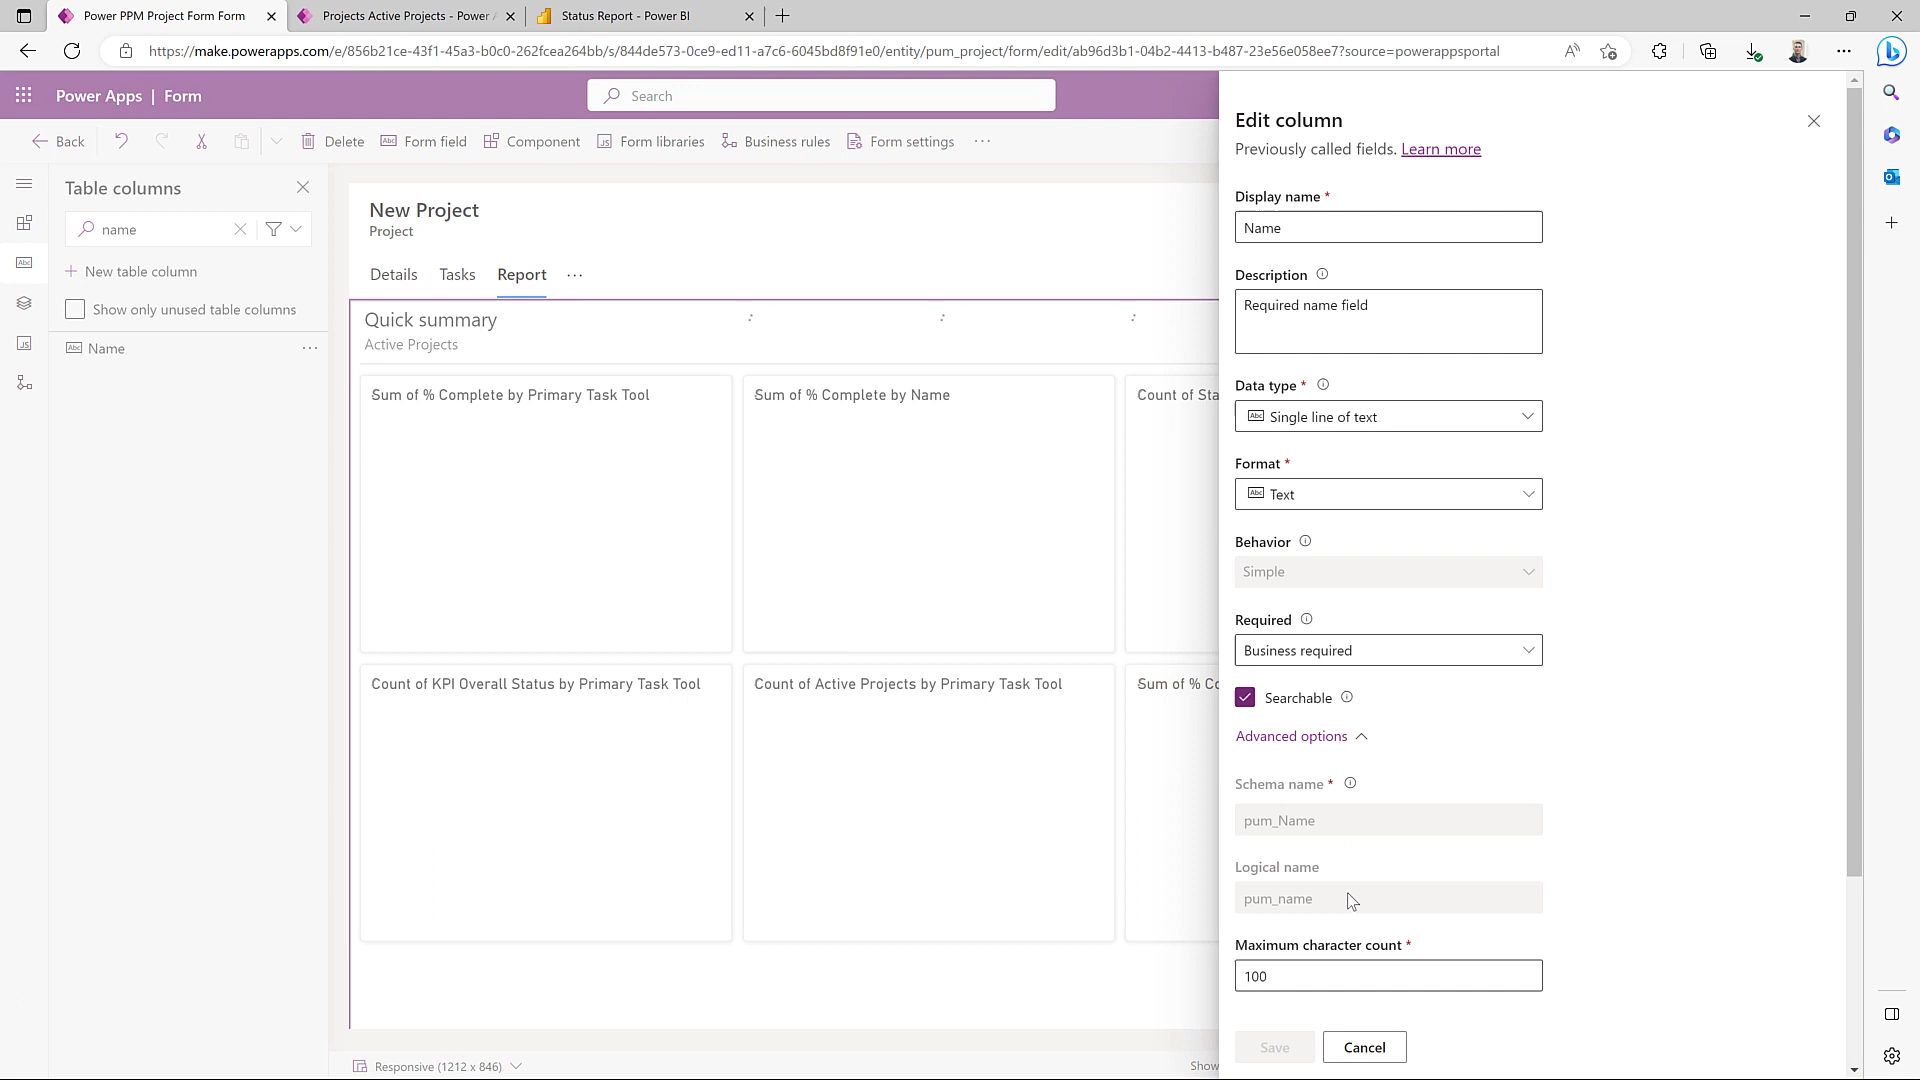 Power PPM Project Form Form
Projects Active Projects - Power A
Status Report - Power BI
https://make.powerapps.com/e/856b21ce-43f1-45a3-b0c0-262fcea264bb/s/844de573-0ce9-ed11-a7c6-6045bd8f91e0/entity/pum_project/form/edit/ab96d3b1-04b2-4413-b487-23e56e058ee7?source=powerappsportal
Power Apps | Form
Search
Back
Delete
Form field
Component
Form libraries
Business rules
Form settings
Table columns
name
New table column
Show only unused table columns
Abc Name
New Project
Project
Details
Tasks
Report
Quick summary
Active Projects
Sum of % Complete by Primary Task Tool
Sum of % Complete by Name
Count of Sta
Count of KPI Overall Status by Primary Task Tool
Count of Active Projects by Primary Task Tool
Sum of % Co
Responsive (1212 x 846)
Show
Edit column
Previously called fields. Learn more
Display name *
Name
Description
Required name field
Data type *
Abc Single line of text
Format *
Abc Text
Behavior
Simple
Required
Business required
Searchable
Advanced options
Schema name *
pum_Name
Logical name
pum_name
Maximum character count *
100
Save
Cancel